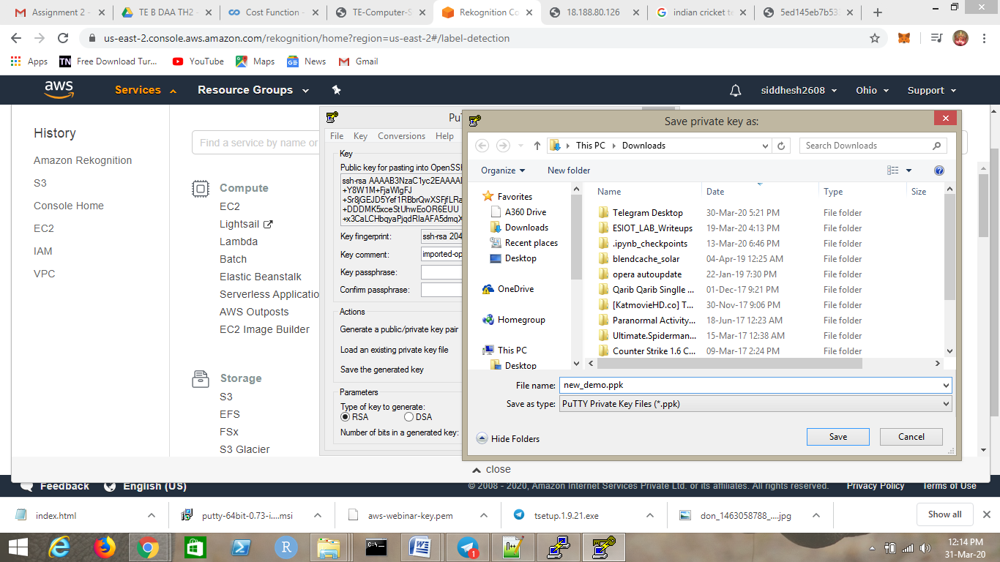 Assignment 2 -
TE B DAA TH2 -
Cost Function -
TE-Computer-S
Rekognition Co
18.188.80.126
indian cricket te
5ed145eb7b53
us-east-2.console.aws.amazon.com/rekognition/home?region=us-east-2#/label-detection
Apps
TN
Free Download Tur...
YouTube
Maps
News
Gmail
aws
Services
Resource Groups
siddhesh2608
Ohio
Support
History
Amazon Rekognition
S3
Console Home
EC2
IAM
VPC
Find a service by name or
Compute
EC2
Lightsail
Lambda
Batch
Elastic Beanstalk
Serverless Applicatio
AWS Outposts
EC2 Image Builder
Storage
S3
EFS
FSx
S3 Glacier
PuT
File Key Conversions Help
Key
Public key for pasting into OpenSSH
ssh-rsa AAAAB3NzaC1yc2EAAAAI
+Y8W1M+FjaWlgFJ
+Sr8jGEJD5Yef1RBbrQwXSFjfLRa
+DDDMK5xceStUhwEoOR6EUU
+x3CaLCHbqyaPjqdRIaAFA5dmqX
Key fingerprint: ssh-rsa 204
Key comment: imported-op
Key passphrase:
Confirm passphrase:
Actions
Generate a public/private key pair
Load an existing private key file
Save the generated key
Parameters
Type of key to generate:
RSA DSA
Number of bits in a generated key:
Save private key as:
This PC Downloads
Search Downloads
Organize New folder
Favorites
A360 Drive
Downloads
Recent places
Desktop
OneDrive
Homegroup
This PC
Desktop
Name Date Type Size
Telegram Desktop 30-Mar-20 5:21 PM File folder
ESIOT_LAB_Writeups 19-Mar-20 4:13 PM File folder
.ipynb_checkpoints 13-Mar-20 6:46 PM File folder
blendcache_solar 04-Apr-19 12:25 AM File folder
opera autoupdate 22-Jan-19 7:30 PM File folder
Qarib Qarib Singlle ... 01-Dec-17 9:21 PM File folder
[KatmovieHD.co] T... 30-Nov-17 9:06 PM File folder
Paranormal Activity... 18-Jun-17 12:23 AM File folder
Ultimate.Spiderman... 15-Mar-17 12:38 AM File folder
Counter Strike 1.6 C... 09-Mar-17 2:24 PM File folder
File name: new_demo.ppk
Save as type: PuTTY Private Key Files (*.ppk)
Hide Folders
Save
Cancel
close
Feedback
English (US)
© 2008 - 2020, Amazon Internet Services Private Ltd. or its affiliates. All rights reserved.
Privacy Policy
Terms of Use
index.html
putty-64bit-0.73-i....msi
aws-webinar-key.pem
tsetup.1.9.21.exe
don_1463058788_....jpg
Show all
12:14 PM
31-Mar-20